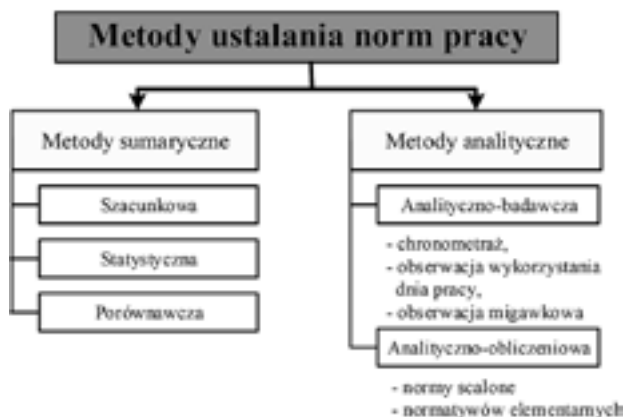 Metody ustalania norm pracy
Metody sumaryczne
Szacunkowa
Statystyczna
Porównawcza
Metody analityczne
Analityczno-badawcza
- chronometraż,
- obserwacja wykorzystania
dnia pracy,
- obserwacja migawkowa
Analityczno-obliczeniowa
- normy scalone
- normatywów elementarnych